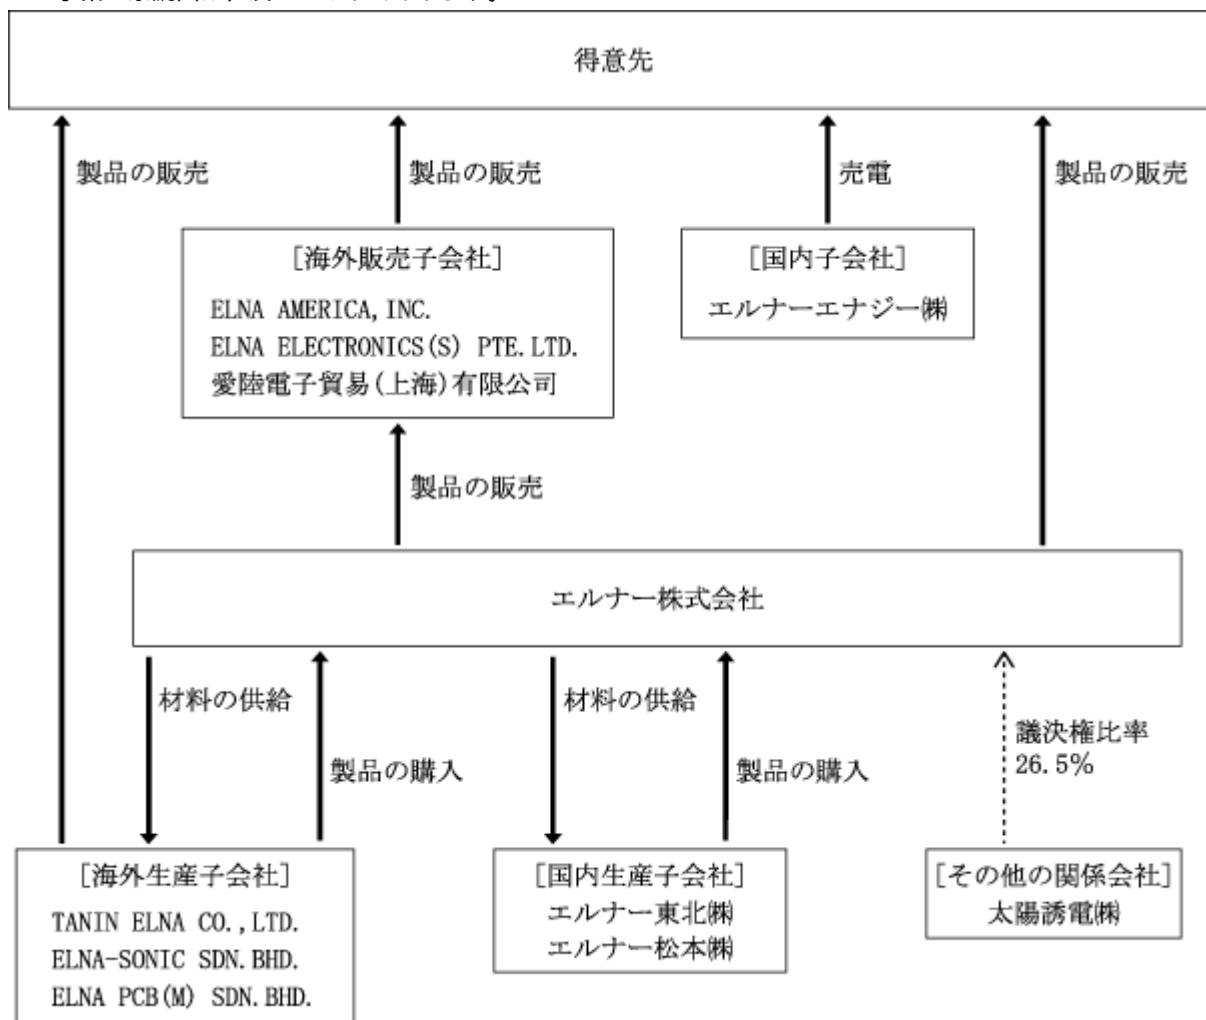 得意先
製品の販売
製品の販売
売電
製品の販売
[海外販売子会社]
ELNA AMERICA,INC.
ELNA ELECTRONICS(S) PTE.LTD.
愛陸電子貿易(上海)有限公司
[国内子会社]
エルナーエナジー㈱
製品の販売
エルナー株式会社
材料の供給
製品の購入
材料の供給
製品の購入
議決権比率
26.5%
[海外生産子会社]
TANIN ELNA CO.,LTD.
ELNA-SONIC SDN.BHD.
ELNA PCB(M) SDN.BHD.
[国内生産子会社]
エルナー東北㈱
エルナー松本㈱
[その他の関係会社]
太陽誘電㈱